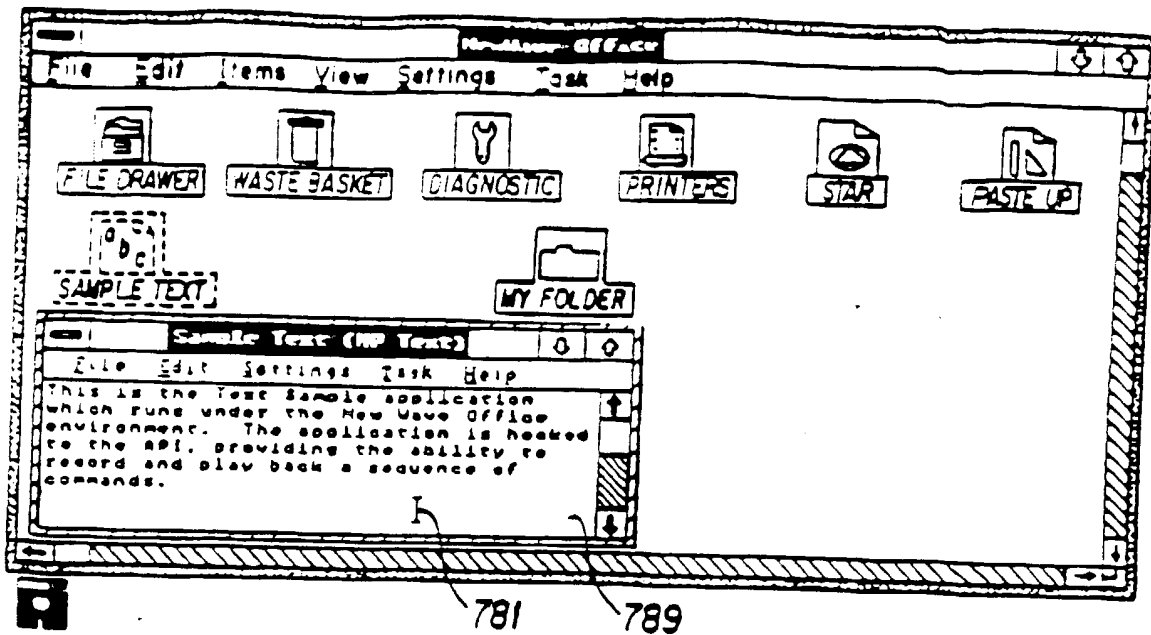 NewWave Office
File Edit Items View Settings Task Help
FILE DRAWER WASTE BASKET DIAGNOSTIC PRINTERS STAR PASTE UP
abc
SAMPLE TEXT MY FOLDER
Sample Text (HP Text)
File Edit Settings Task Help
This is the Text Sample application
which runs under the New Wave Office
environment. The application is hooked
to the API, providing the ability to
record and play back a sequence of
commands.
781 789